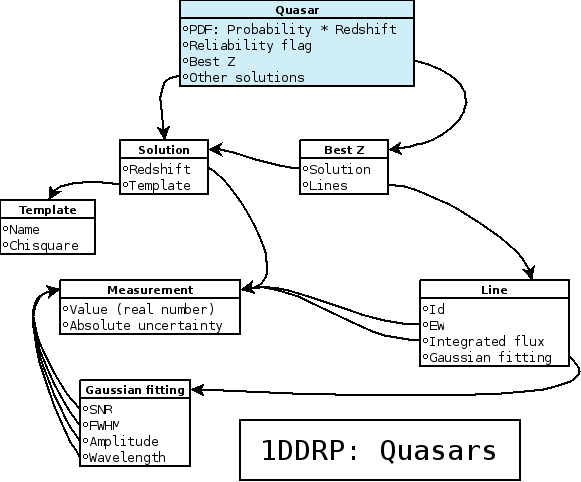 Quasar
PDF: Probability * Redshift
Reliability flag
Best Z
Other solutions
Solution
Redshift
Template
Best Z
Solution
Lines
Template
Name
Chisquare
Measurement
Value (real number)
Absolute uncertainty
Line
Id
EW
Integrated flux
Gaussian fitting
Gaussian fitting
SNR
FWHM
Amplitude
Wavelength
1DDRP: Quasars